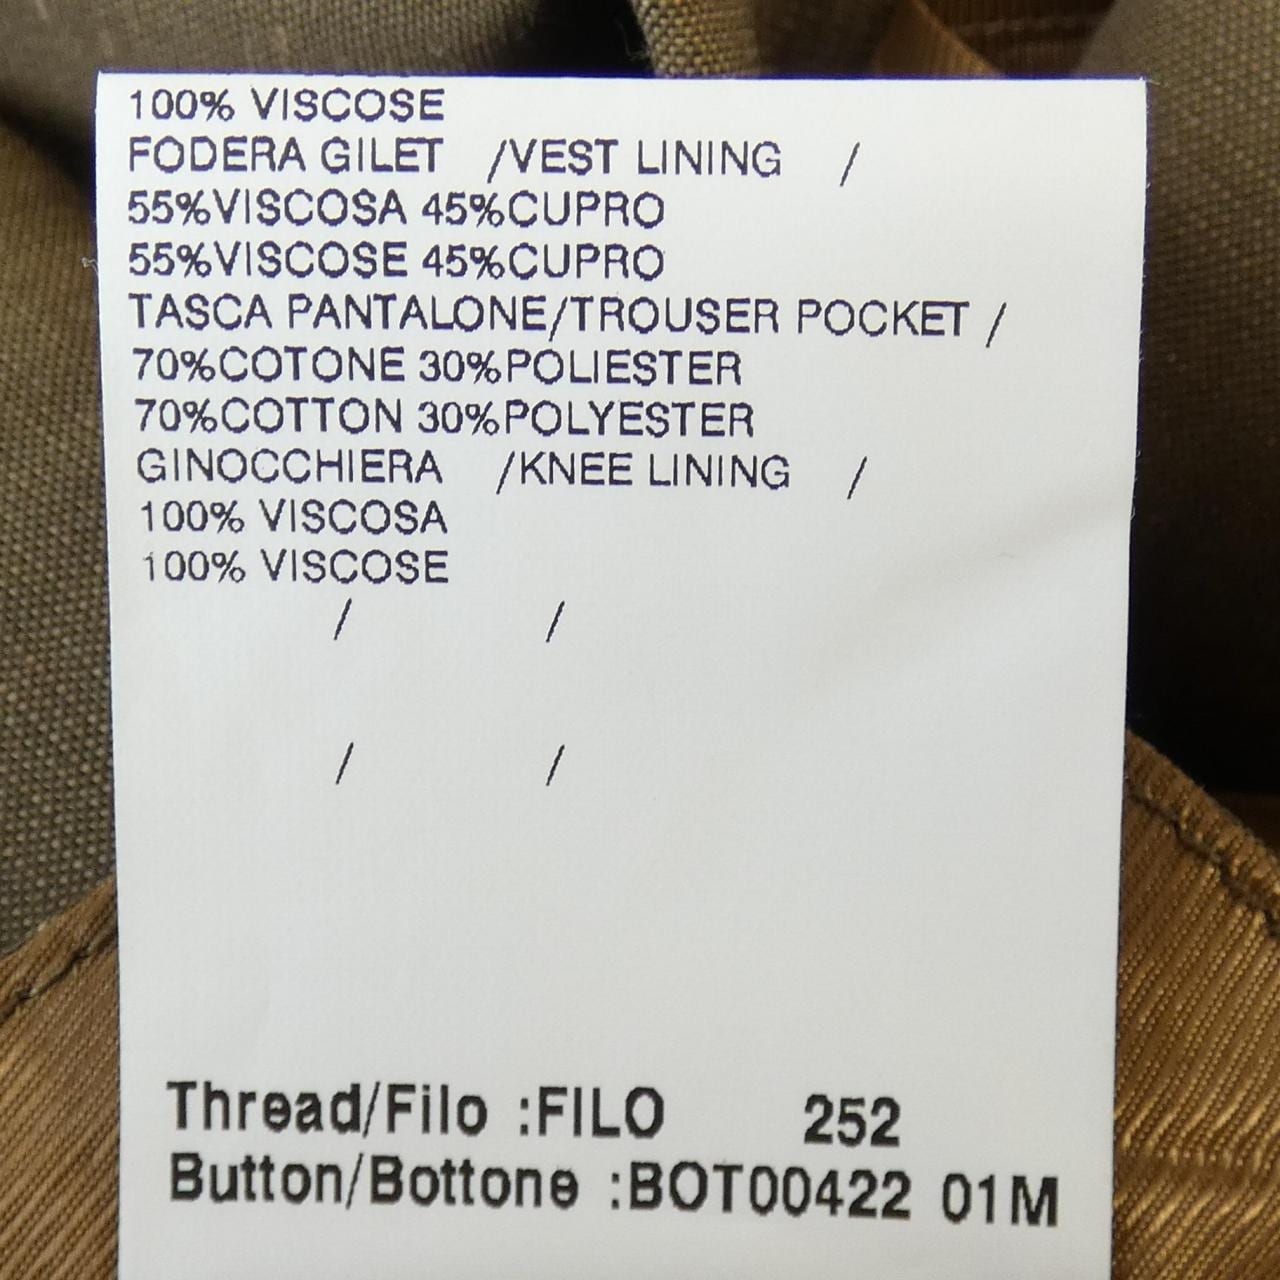 100% VISCOSE
FODERA GILET /VEST LINING /
55%VISCOSA 45%CUPRO
55%VISCOSE 45%CUPRO
TASCA PANTALONE/TROUSER POCKET /
70%COTONE 30%POLIESTER
70%COTTON 30%POLYESTER
GINOCCHIERA /KNEE LINING /
100% VISCOSA
100% VISCOSE
/ /
/ /
Thread/Filo :FILO 252
Button/Bottone :BOT00422 01M